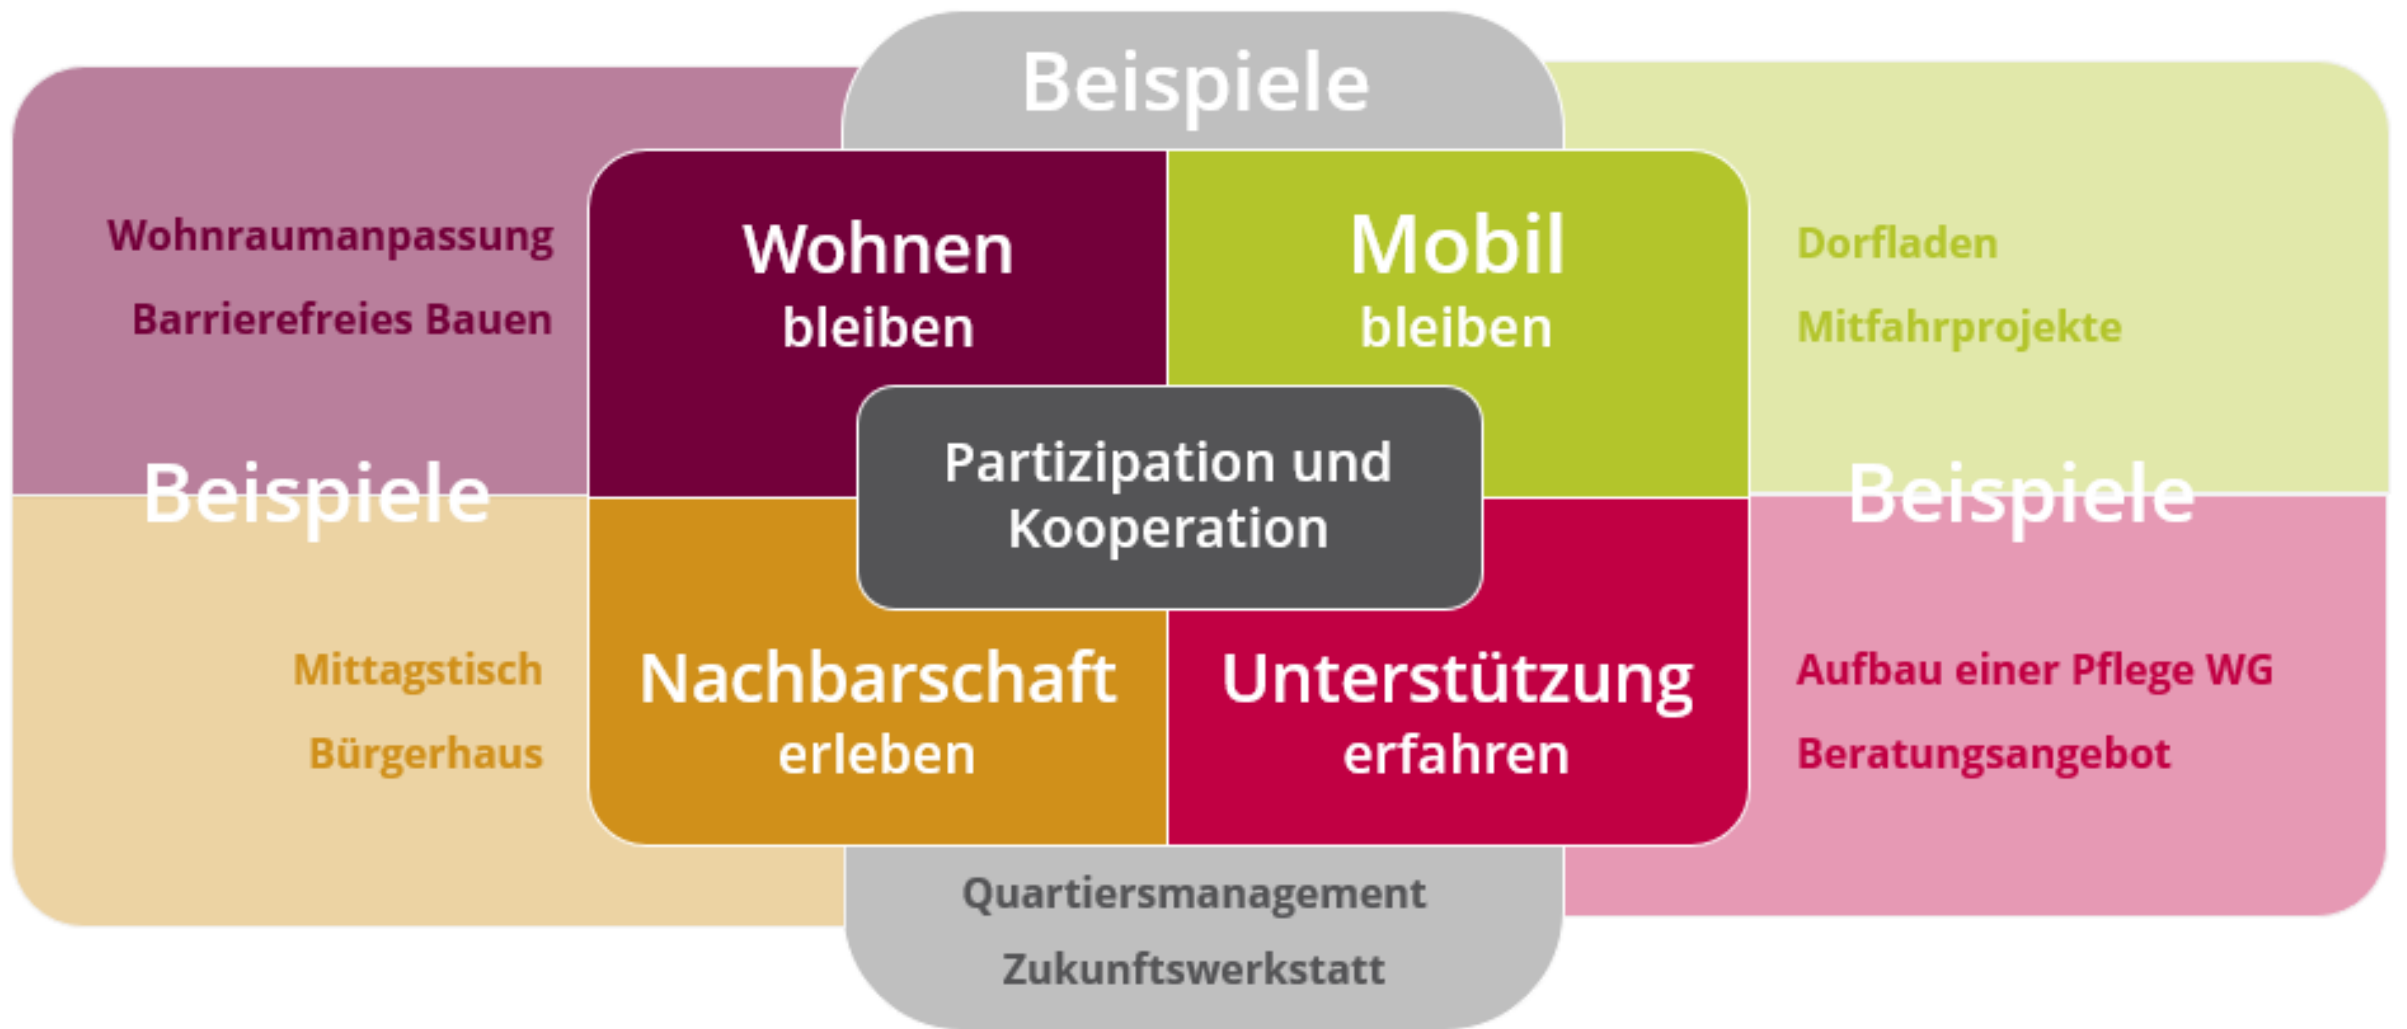 Beispiele
Wohnraumanpassung
Barrierefreies Bauen
Wohnen
bleiben
Mobil
bleiben
Dorfladen
Mitfahrprojekte
Beispiele
Partizipation und
Kooperation
Beispiele
Mittagstisch
Bürgerhaus
Nachbarschaft
erleben
Unterstützung
erfahren
Aufbau einer Pflege WG
Beratungsangebot
Quartiersmanagement
Zukunftswerkstatt